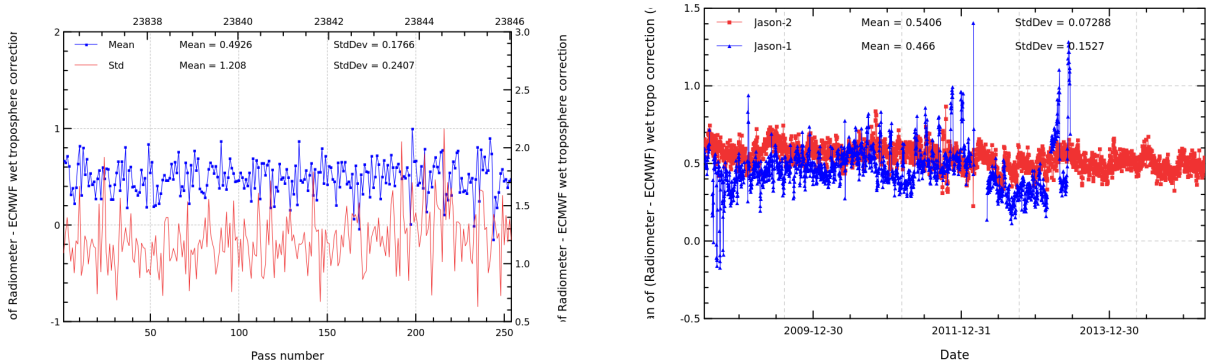 23838 23840 23842 23844 23846
2
1
0
-1
3.0
2.5
2.0
1.5
1.0
0.5
Mean Mean = 0.4926 StdDev = 0.1766
Std Mean = 1.208 StdDev = 0.2407
of Radiometer - ECMWF wet troposphere correction
of Radiometer - ECMWF wet troposphere correction
50 100 150 200 250
Pass number
1.5
1.0
0.5
0.0
-0.5
Jason-2 Mean = 0.5406 StdDev = 0.07288
Jason-1 Mean = 0.466 StdDev = 0.1527
of (Radiometer - ECMWF) wet tropo correction (
2009-12-30 2011-12-31 2013-12-30
Date